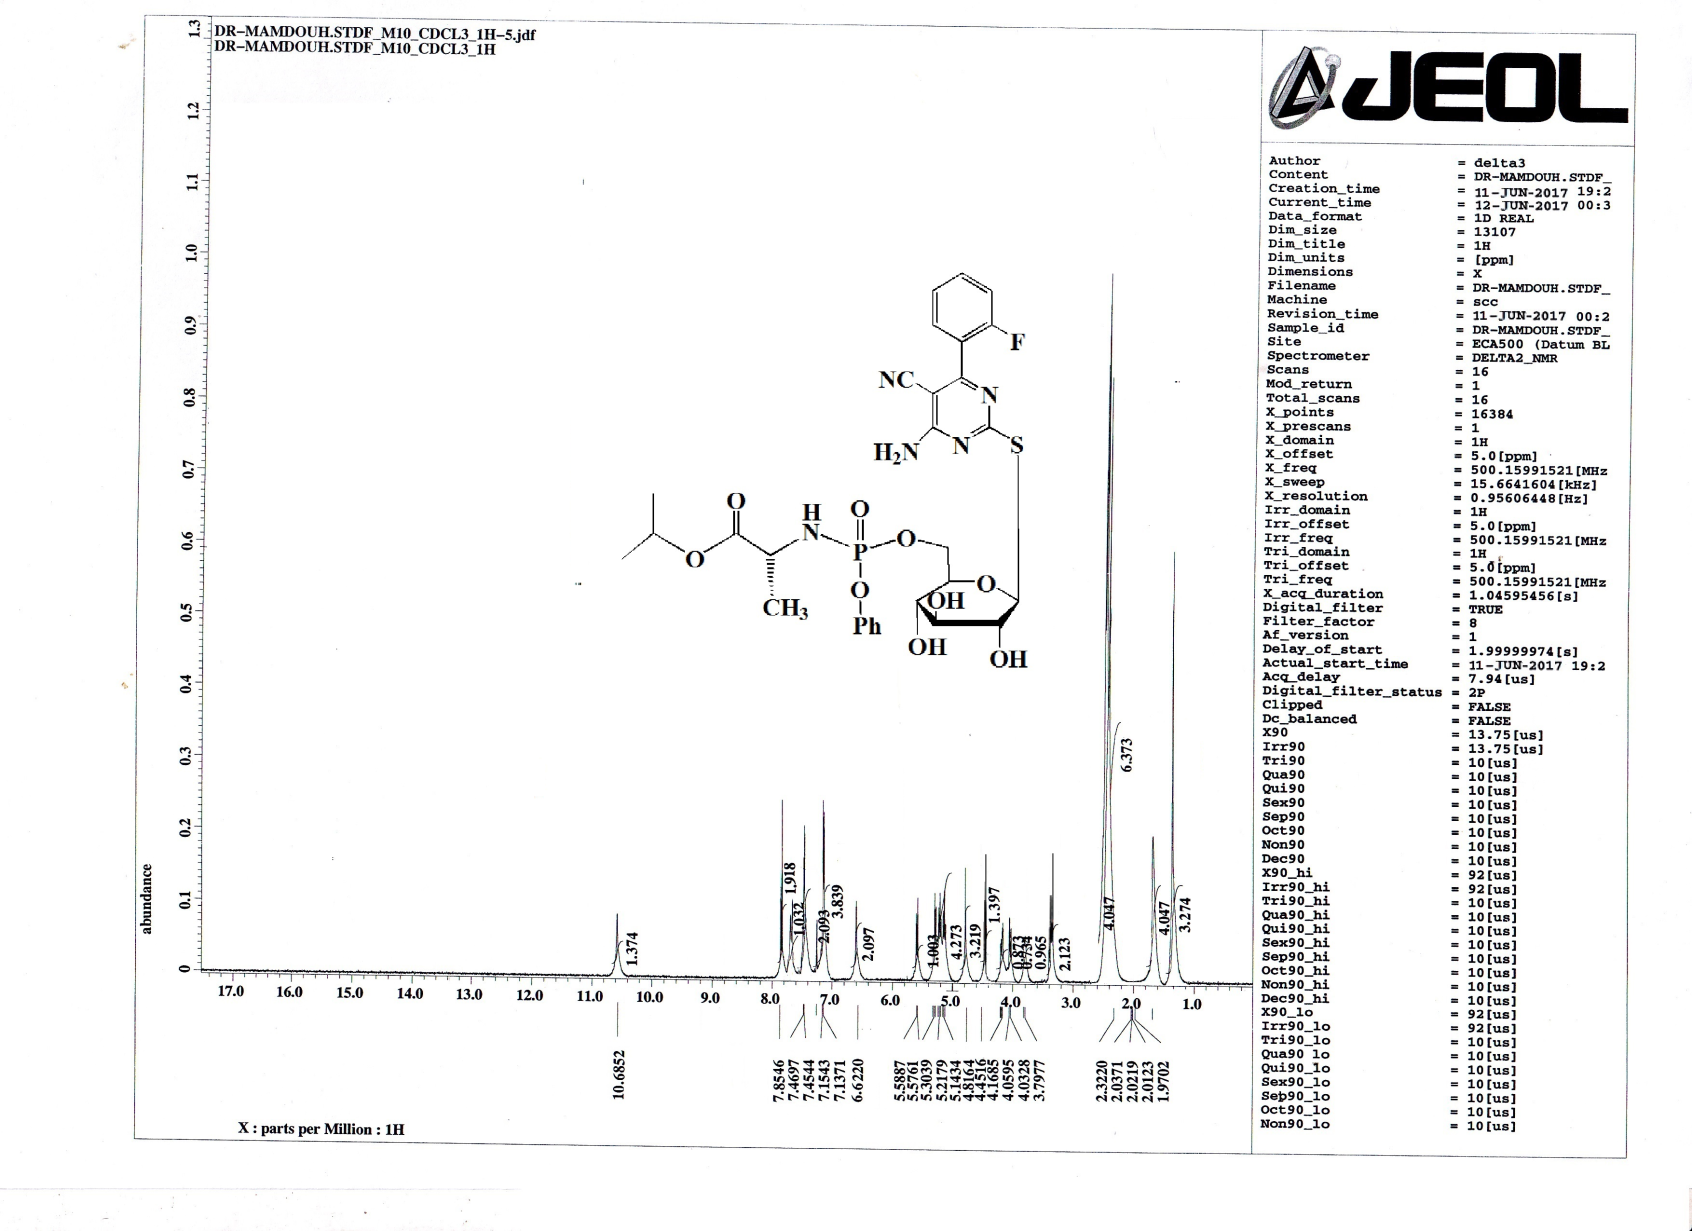 DR-MAMDOUH.STDF_M10_CDCL3_1H-5.jdf
DR-MAMDOUH.STDF_M10_CDCL3_1H
JEOL
Author = delta3
Content = DR-MAMDOUH.STDF_
Creation_time = 11-JUN-2017 19:2
Current_time = 12-JUN-2017 00:3
Data_format = 1D REAL
Dim_size = 13107
Dim_title = 1H
Dim_units = [ppm]
Dimensions = X
Filename = DR-MAMDOUH.STDF_
Machine = scc
Revision_time = 11-JUN-2017 00:2
Sample_id = DR-MAMDOUH.STDF_
Site = ECA500 (Datum BL
Spectrometer = DELTA2_NMR
Scans = 16
Mod_return = 1
Total_scans = 16
X_points = 16384
X_prescans = 1
X_domain = 1H
X_offset = 5.0[ppm]
X_freq = 500.15991521[MHz
X_sweep = 15.6641604[kHz]
X_resolution = 0.95606448[Hz]
Irr_domain = 1H
Irr_offset = 5.0[ppm]
Irr_freq = 500.15991521[MHz
Tri_domain = 1H
Tri_offset = 5.0[ppm]
Tri_freq = 500.15991521[MHz
X_acq_duration = 1.04595456[s]
Digital_filter = TRUE
Filter_factor = 8
Af_version = 1
Delay_of_start = 1.99999974[s]
Actual_start_time = 11-JUN-2017 19:2
Acq_delay = 7.94[us]
Digital_filter_status = 2P
Clipped = FALSE
Dc_balanced = FALSE
X90 = 13.75[us]
Irr90 = 13.75[us]
Tri90 = 10[us]
Qua90 = 10[us]
Qui90 = 10[us]
Sex90 = 10[us]
Sep90 = 10[us]
Oct90 = 10[us]
Non90 = 10[us]
Dec90 = 10[us]
X90_hi = 92[us]
Irr90_hi = 92[us]
Tri90_hi = 10[us]
Qua90_hi = 10[us]
Qui90_hi = 10[us]
Sex90_hi = 10[us]
Sep90_hi = 10[us]
Oct90_hi = 10[us]
Non90_hi = 10[us]
Dec90_hi = 10[us]
X90_lo = 92[us]
Irr90_lo = 92[us]
Tri90_lo = 10[us]
Qua90_lo = 10[us]
Qui90_lo = 10[us]
Sex90_lo = 10[us]
Sep90_lo = 10[us]
Oct90_lo = 10[us]
Non90_lo = 10[us]
1.3
1.2
1.1
1.0
0.9
0.8
0.7
0.6
0.5
0.4
0.3
0.2
0.1
0
abundance
F
NC
N
H2N
N
S
O
H
N
O
P
O
O
O
CH3
O
Ph
OH
OH
OH
1.374
1.918
1.032
2.093
3.839
2.097
1.003
4.273
3.219
1.397
0.873
0.965
2.123
4.047
6.373
4.047
3.274
17.0 16.0 15.0 14.0 13.0 12.0 11.0 10.0 9.0 8.0 7.0 6.0 5.0 4.0 3.0 2.0 1.0
10.6852
7.8546
7.4697
7.4544
7.1543
7.1371
6.6220
5.5887
5.5761
5.3039
5.2179
5.1434
4.8164
4.4516
4.1685
4.0595
4.0328
3.7977
2.3220
2.0371
2.0219
2.0123
1.9702
X : parts per Million : 1H